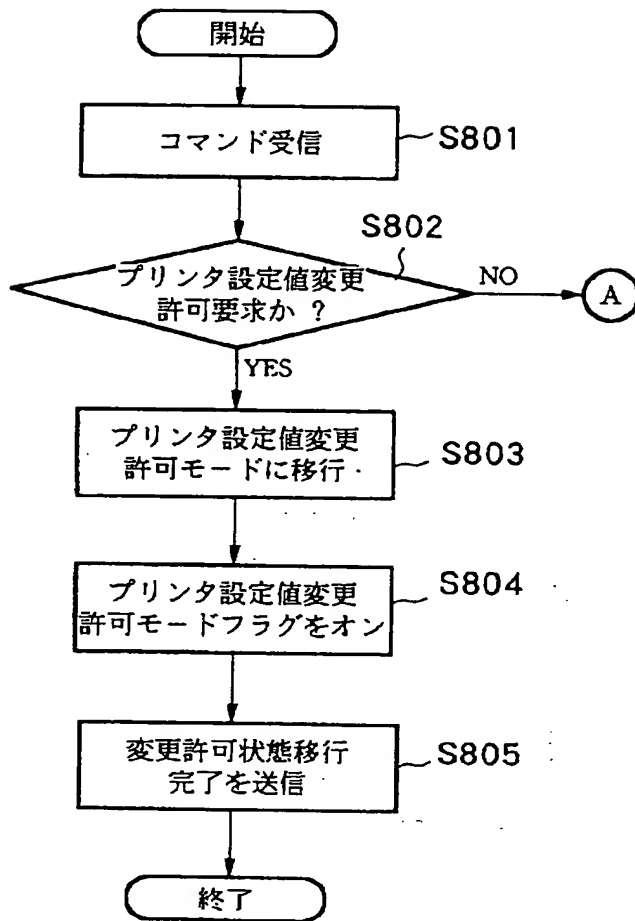 開始
コマンド受信
S801
S802
プリンタ設定値変更
許可要求か ?
NO
A
YES
プリンタ設定値変更
許可モードに移行
S803
プリンタ設定値変更
許可モードフラグをオン
S804
変更許可状態移行
完了を送信
S805
終了